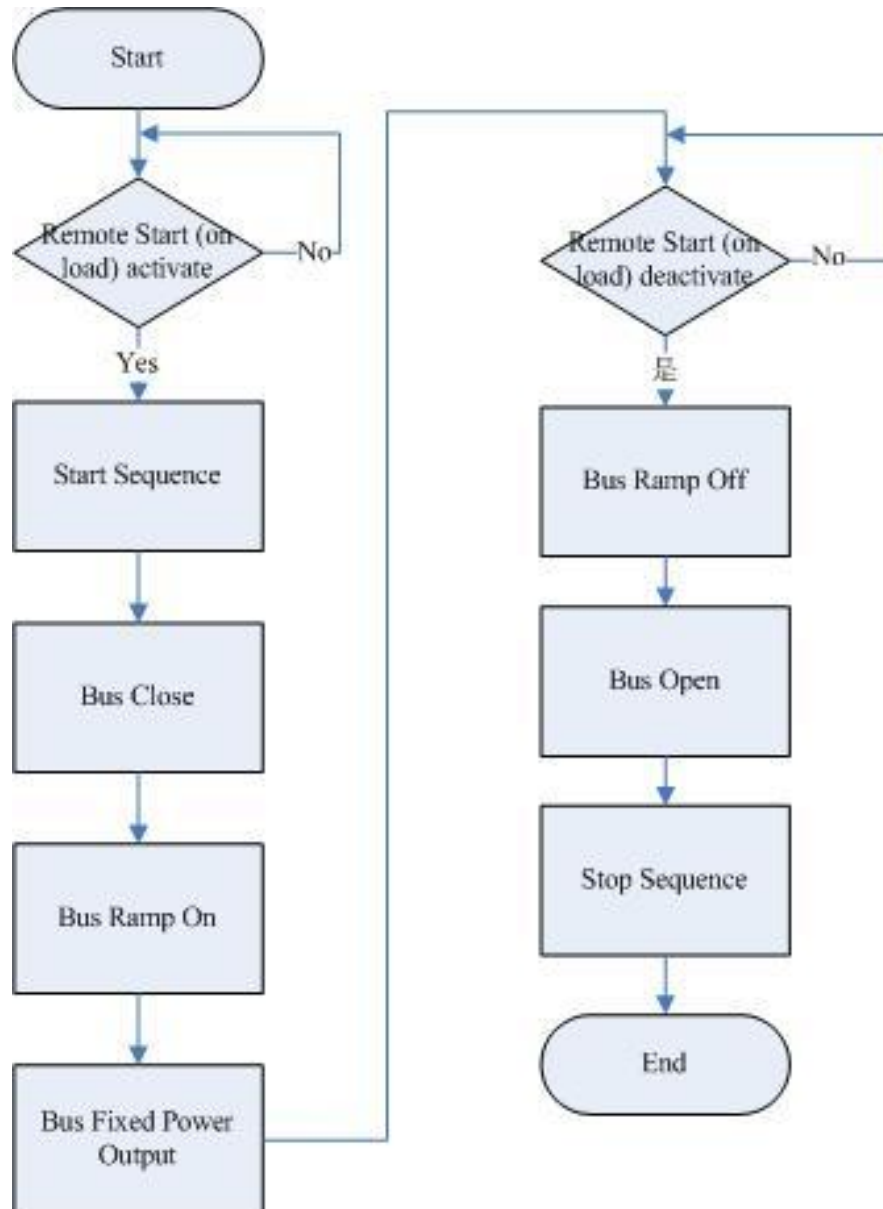 Start
Remote Start (on
load) activate
No
Yes
Start Sequence
Bus Close
Bus Ramp On
Bus Fixed Power
Output
Remote Start (on
load) deactivate
No
是
Bus Ramp Off
Bus Open
Stop Sequence
End